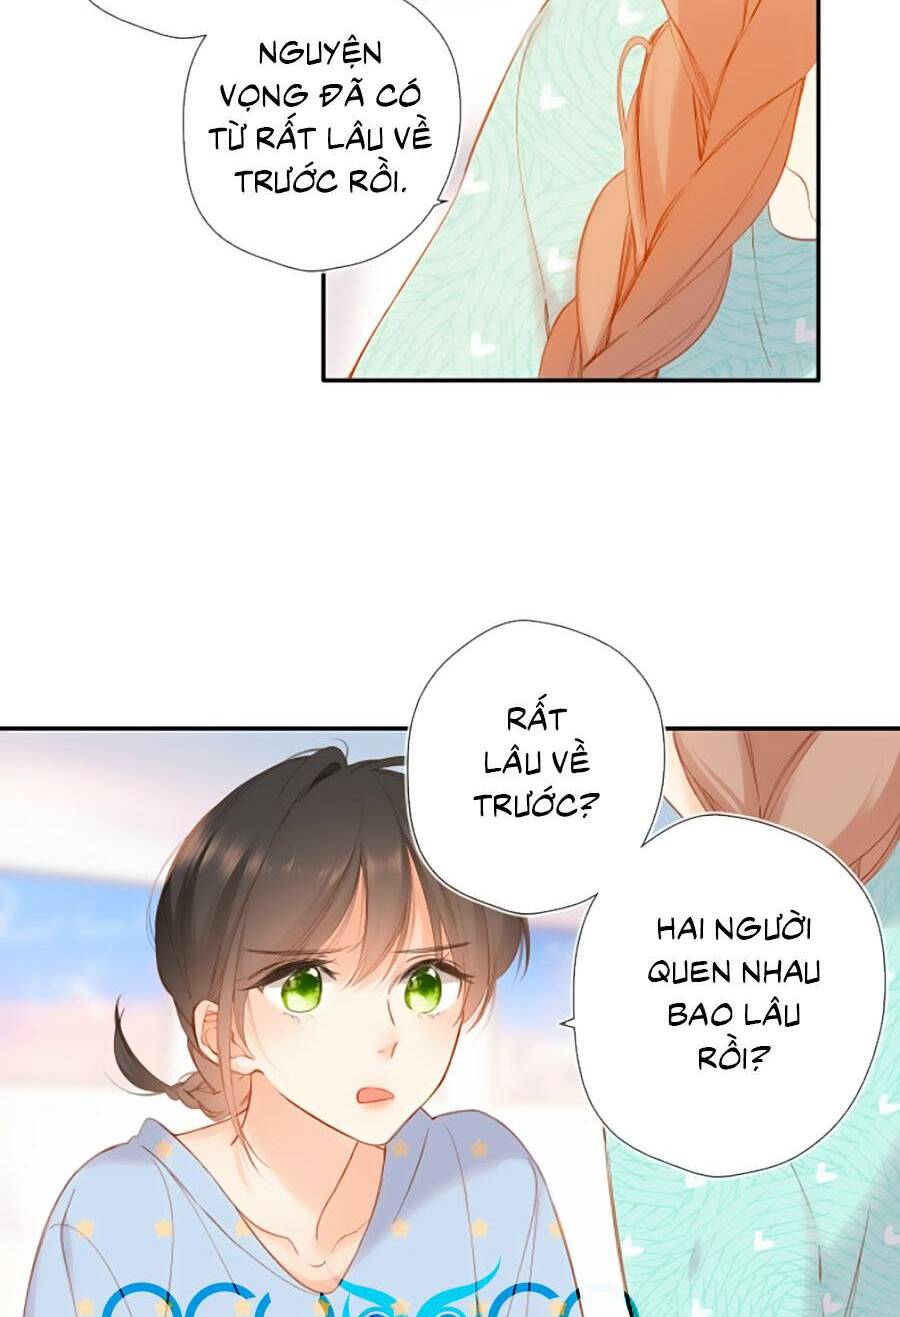 NGUYỆN
VỌNG ĐÃ CÓ
TỪ RẤT LÂU VỀ
TRƯỚC RỒI.
RẤT
LÂU VỀ
TRƯỚC?
HAI NGƯỜI
QUEN NHAU
BAO LÂU
RỒI?